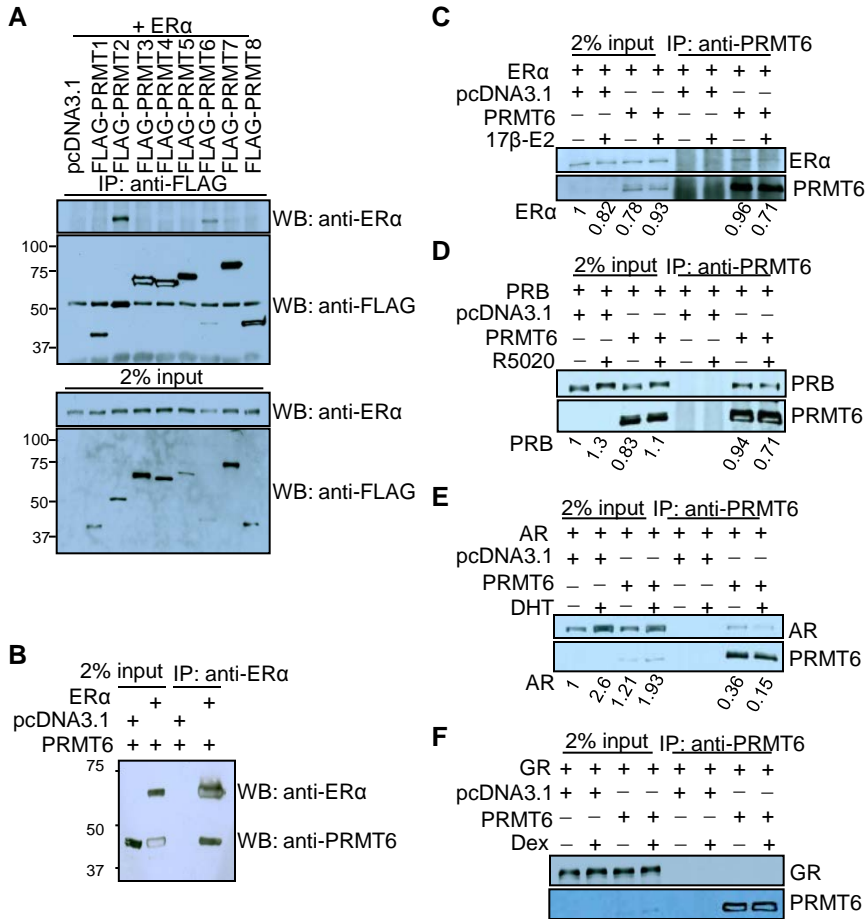 A
+ ERα
pcDNA3.1
FLAG-PRMT1
FLAG-PRMT2
FLAG-PRMT3
FLAG-PRMT4
FLAG-PRMT5
FLAG-PRMT6
FLAG-PRMT7
FLAG-PRMT8
IP: anti-FLAG
WB: anti-ERα
100
75
50
37
WB: anti-FLAG
2% input
WB: anti-ERα
100
75
50
37
WB: anti-FLAG
B
2% input IP: anti-ERα
ERα + +
pcDNA3.1 + +
PRMT6 + + + +
75
50
37
WB: anti-ERα
WB: anti-PRMT6
C
2% input IP: anti-PRMT6
ERα + + + + + + + +
pcDNA3.1 + + − − + + − −
PRMT6 − − + + − − + +
17β-E2 − + − + − + − +
ERα
PRMT6
ERα 1 0.82 0.78 0.93 0.96 0.71
D
2% input IP: anti-PRMT6
PRB + + + + + + + +
pcDNA3.1 + + − − + + − −
PRMT6 − − + + − − + +
R5020 − + − + − + − +
PRB
PRMT6
PRB 1 1.3 0.83 1.1 0.94 0.71
E
2% input IP: anti-PRMT6
AR + + + + + + + +
pcDNA3.1 + + − − + + − −
PRMT6 − − + + − − + +
DHT − + − + − + − +
AR
PRMT6
AR 1 2.6 1.21 1.93 0.36 0.15
F
2% input IP: anti-PRMT6
GR + + + + + + + +
pcDNA3.1 + + − − + + − −
PRMT6 − − + + − − + +
Dex − + − + − + − +
GR
PRMT6